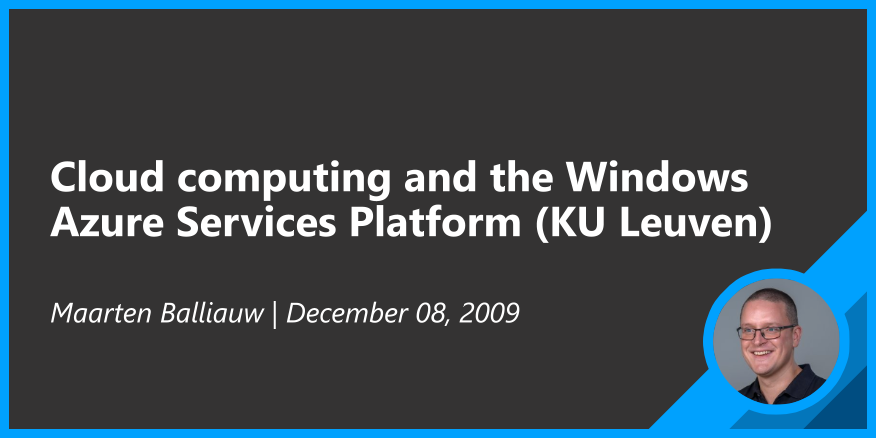 Cloud computing and the Windows
Azure Services Platform (KU Leuven)
Maarten Balliauw | December 08, 2009